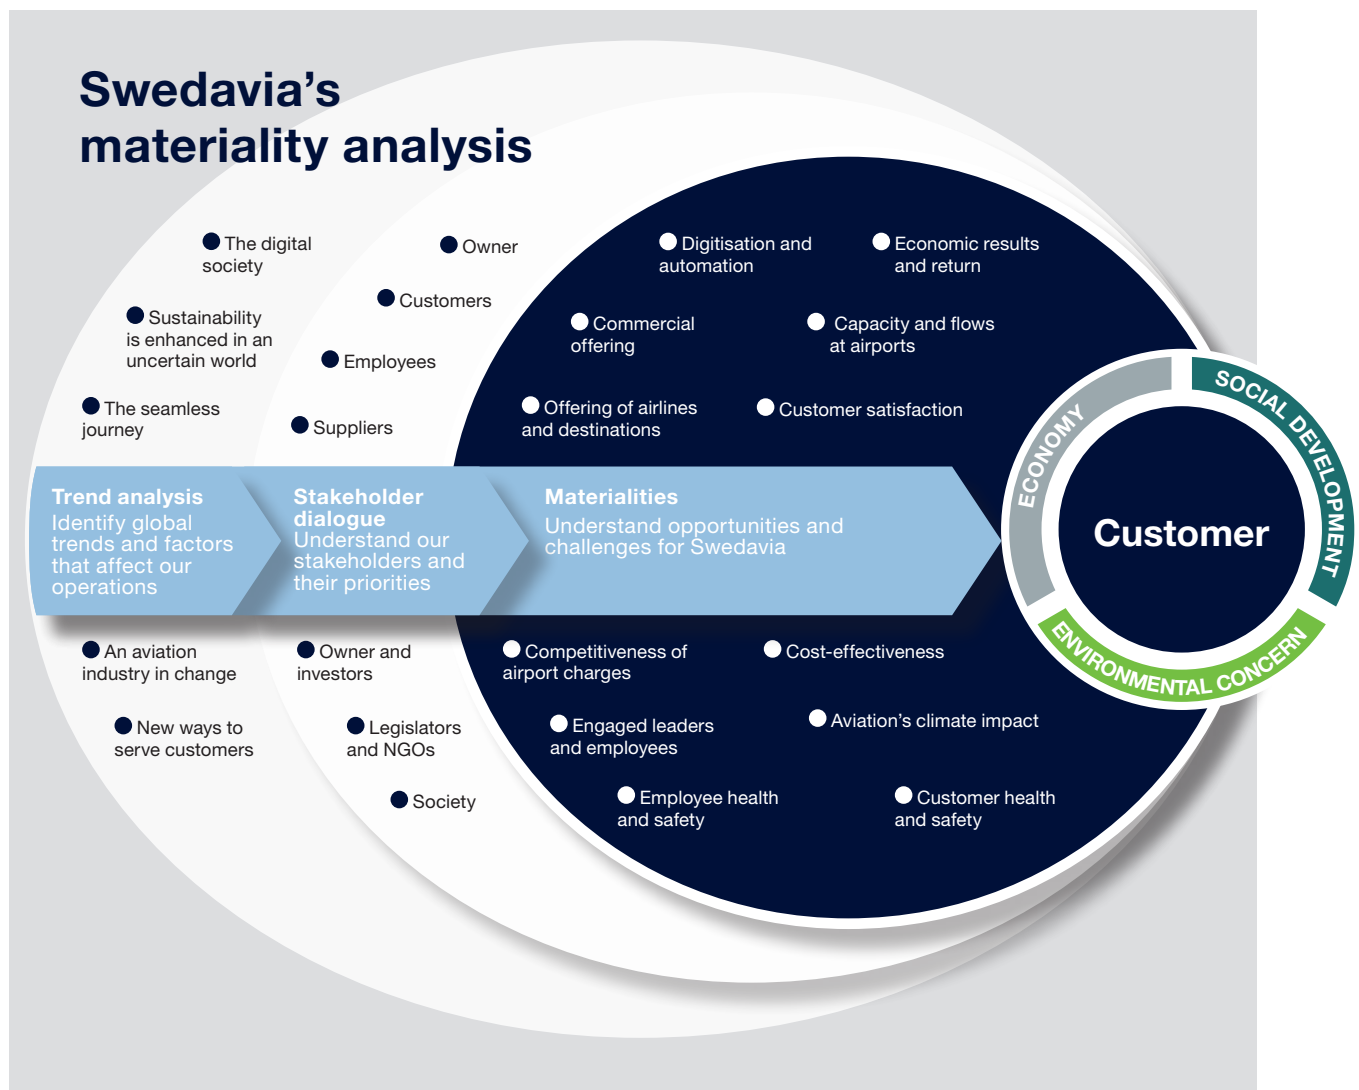 Swedavia’s
materiality analysis
The digital
society
Sustainability
is enhanced in an
uncertain world
The seamless
journey
Owner
Customers
Employees
Suppliers
Digitisation and
automation
Economic results
and return
Commercial
offering
Capacity and flows
at airports
Offering of airlines
and destinations
Customer satisfaction
Trend analysis
Identify global
trends and factors
that affect our
operations
Stakeholder
dialogue
Understand our
stakeholders and
their priorities
Materialities
Understand opportunities and
challenges for Swedavia
ECONOMY
SOCIAL DEVELOPMENT
ENVIRONMENTAL CONCERN
Customer
An aviation
industry in change
New ways to
serve customers
Owner and
investors
Legislators
and NGOs
Society
Competitiveness of
airport charges
Cost-effectiveness
Engaged leaders
and employees
Aviation’s climate impact
Employee health
and safety
Customer health
and safety